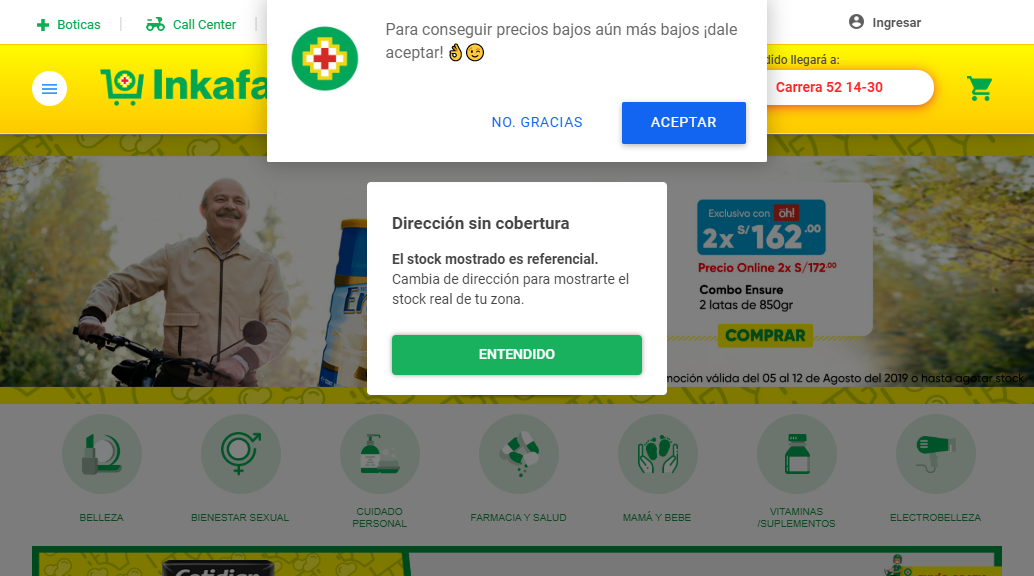 Boticas
Call Center
Para conseguir precios bajos aún más bajos ¡dale
aceptar! 👌😉
NO. GRACIAS
ACEPTAR
Ingresar
Inkafa
dido llegará a:
Carrera 52 14-30
Dirección sin cobertura
El stock mostrado es referencial.
Cambia de dirección para mostrarte el
stock real de tu zona.
ENTENDIDO
Exclusivo con öh!
2x S/162.00
Precio Online 2x S/172.00
Combo Ensure
2 latas de 850gr
COMPRAR
moción válida del 05 al 12 de Agosto del 2019 o hasta agotar stock
BELLEZA
BIENESTAR SEXUAL
CUIDADO
PERSONAL
FARMACIA Y SALUD
MAMÁ Y BEBE
VITAMINAS
/SUPLEMENTOS
ELECTROBELLEZA